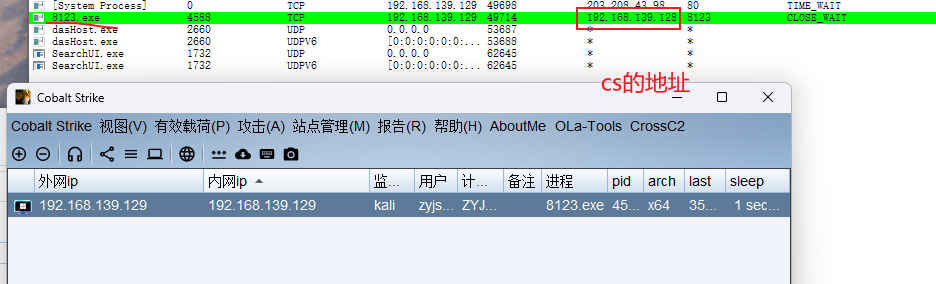 [System Process] 0 TCP 192.168.139.129 49698 203.208.43.98 80 TIME_WAIT
8123.exe 4588 TCP 192.168.139.129 49714 192.168.139.128 8123 CLOSE_WAIT
dasHost.exe 2660 UDP 0.0.0.0 53687 * *
dasHost.exe 2660 UDPV6 [0:0:0:0:0:... 53688 * *
SearchUI.exe 1732 UDP 0.0.0.0 62645 * *
SearchUI.exe 1732 UDPV6 [0:0:0:0:0:... 62645 * *
cs的地址
Cobalt Strike
Cobalt Strike 视图(V) 有效载荷(P) 攻击(A) 站点管理(M) 报告(R) 帮助(H) AboutMe OLa-Tools CrossC2
外网ip 内网ip 监... 用户 计... 备注 进程 pid arch last sleep
192.168.139.129 192.168.139.129 kali zyjs... ZYJ... 8123.exe 45... x64 35... 1 sec...